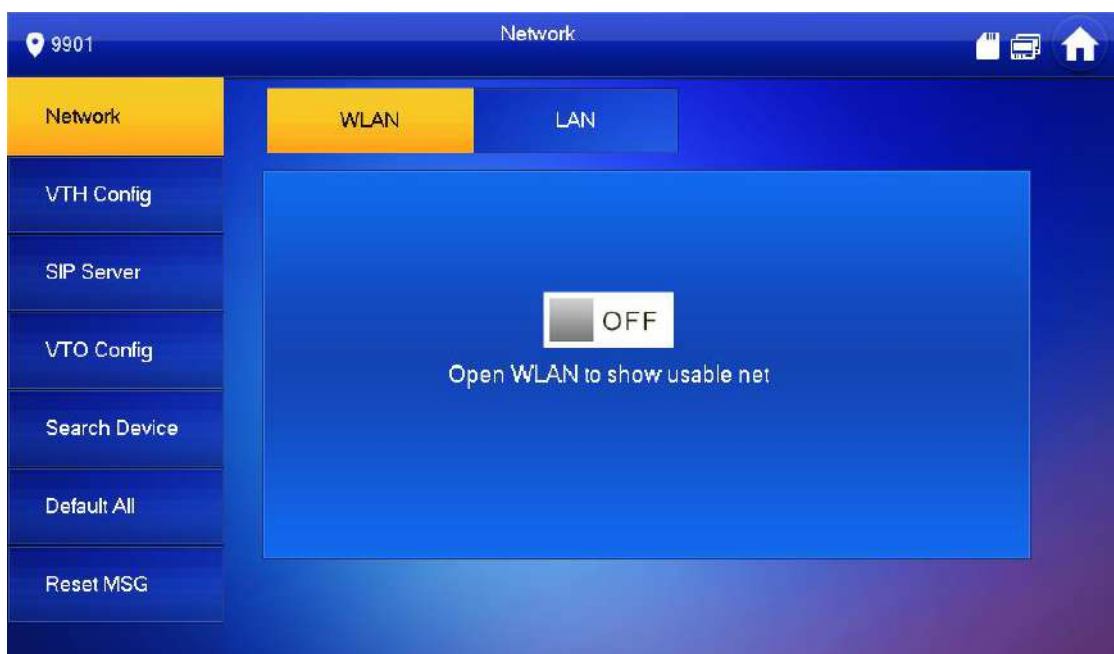 9901
Network
Network
WLAN
LAN
VTH Config
SIP Server
VTO Config
Search Device
Default All
Reset MSG
OFF
Open WLAN to show usable net